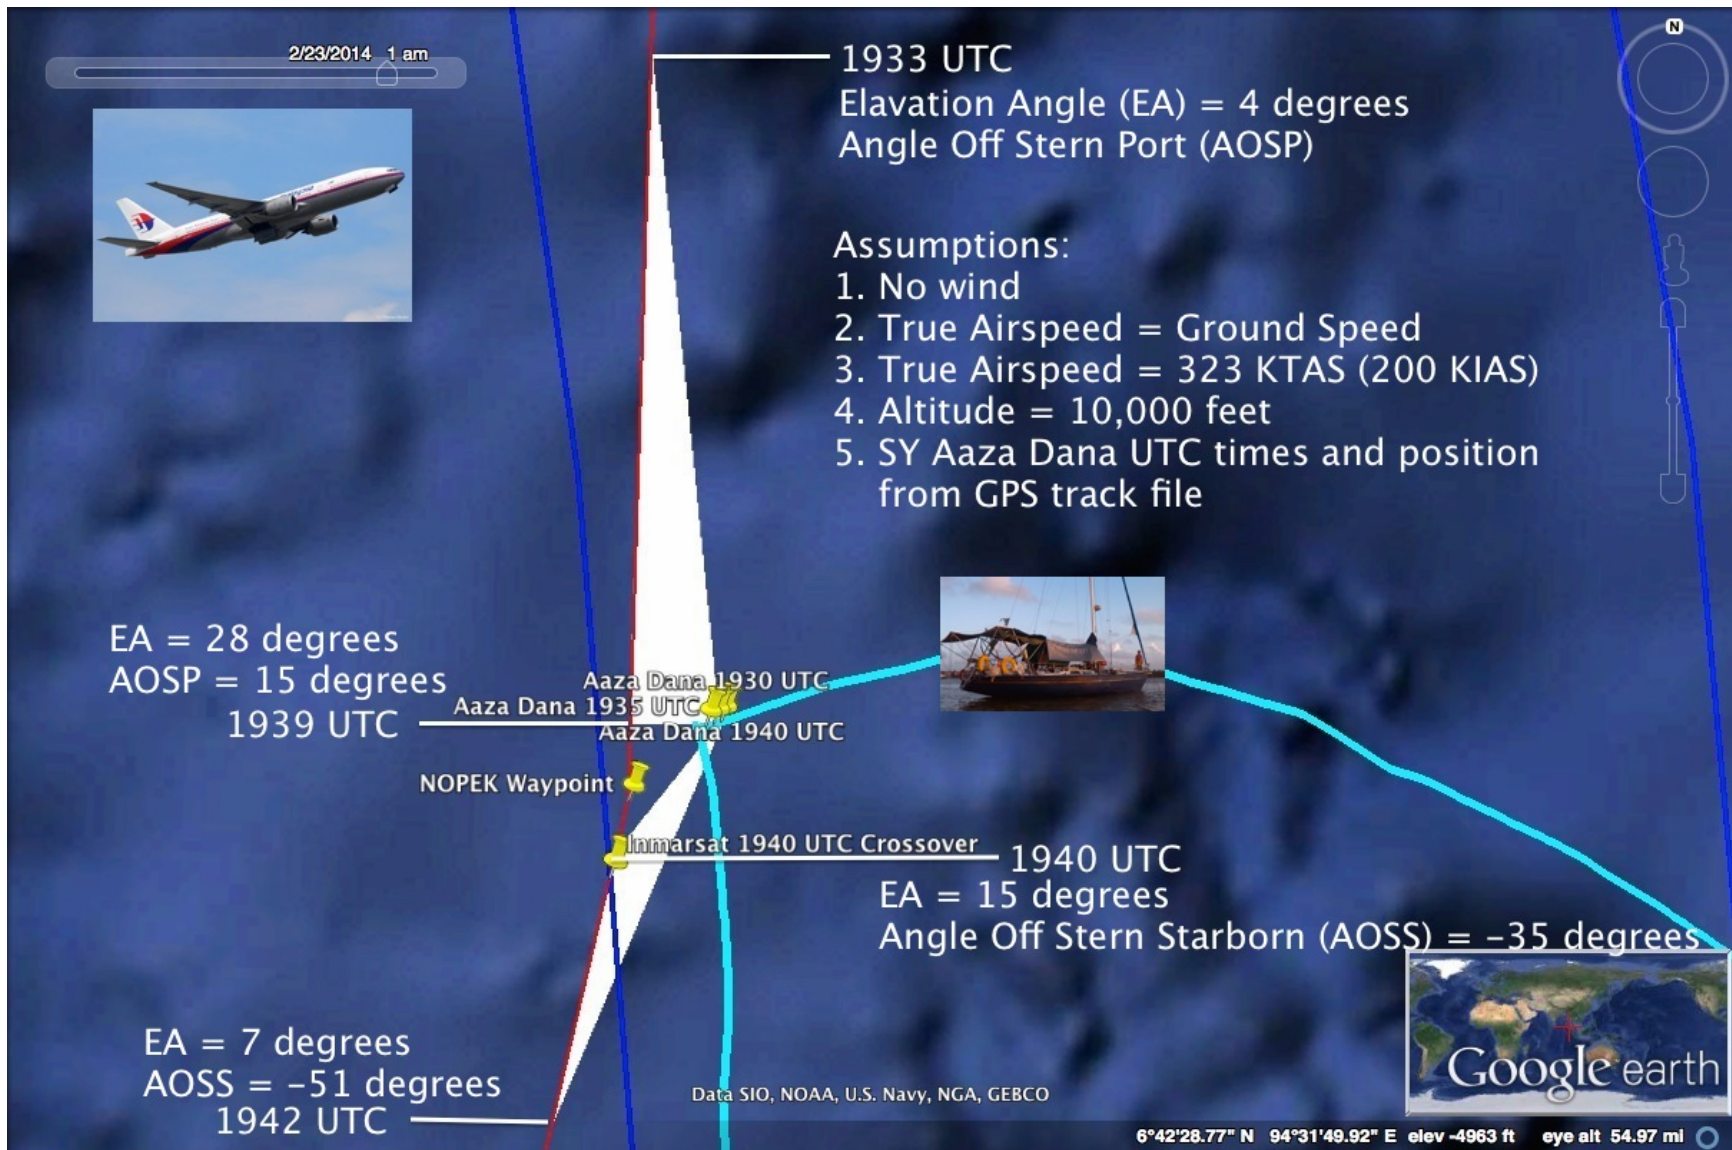 2/23/2014 1 am
N
1933 UTC
Elavation Angle (EA) = 4 degrees
Angle Off Stern Port (AOSP)
Assumptions:
1. No wind
2. True Airspeed = Ground Speed
3. True Airspeed = 323 KTAS (200 KIAS)
4. Altitude = 10,000 feet
5. SY Aaza Dana UTC times and position
from GPS track file
EA = 28 degrees
AOSP = 15 degrees
1939 UTC
Aaza Dana 1930 UTC
Aaza Dana 1935 UTC
Aaza Dana 1940 UTC
NOPEK Waypoint
Inmarsat 1940 UTC Crossover
1940 UTC
EA = 15 degrees
Angle Off Stern Starborn (AOSS) = -35 degrees
EA = 7 degrees
AOSS = -51 degrees
1942 UTC
Data SIO, NOAA, U.S. Navy, NGA, GEBCO
Google earth
6°42'28.77" N 94°31'49.92" E elev -4963 ft eye alt 54.97 mi